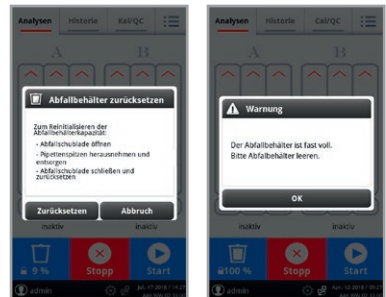 Analysen Historie Kal/QC
A B
Abfallbehälter zurücksetzen
Zum Reinitialisieren der
Abfallbehälterkapazität:
- Abfallschublade öffnen
- Pipettenspitzen herausnehmen und
entsorgen
- Abfallschublade schließen und
zurücksetzen
Zurücksetzen Abbruch
inaktiv inaktiv
9 % Stopp Start
admin
Analysen Historie Cal/QC
A B
Warnung
Der Abfallbehälter ist fast voll.
Bitte Abfalbehälter leeren.
OK
inaktiv inaktiv
100 % Stopp Start
admin